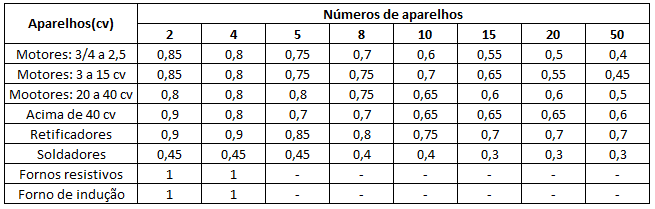 Aparelhos(cv) Números de aparelhos
2 4 5 8 10 15 20 50
Motores: 3/4 a 2,5 0,85 0,8 0,75 0,7 0,6 0,55 0,5 0,4
Motores: 3 a 15 cv 0,85 0,8 0,75 0,75 0,7 0,65 0,55 0,45
Mootores: 20 a 40 cv 0,8 0,8 0,8 0,75 0,65 0,6 0,6 0,5
Acima de 40 cv 0,9 0,8 0,7 0,7 0,65 0,65 0,65 0,6
Retificadores 0,9 0,9 0,85 0,8 0,75 0,7 0,7 0,7
Soldadores 0,45 0,45 0,45 0,4 0,4 0,3 0,3 0,3
Fornos resistivos 1 1 - - - - - -
Forno de indução 1 1 - - - - - -